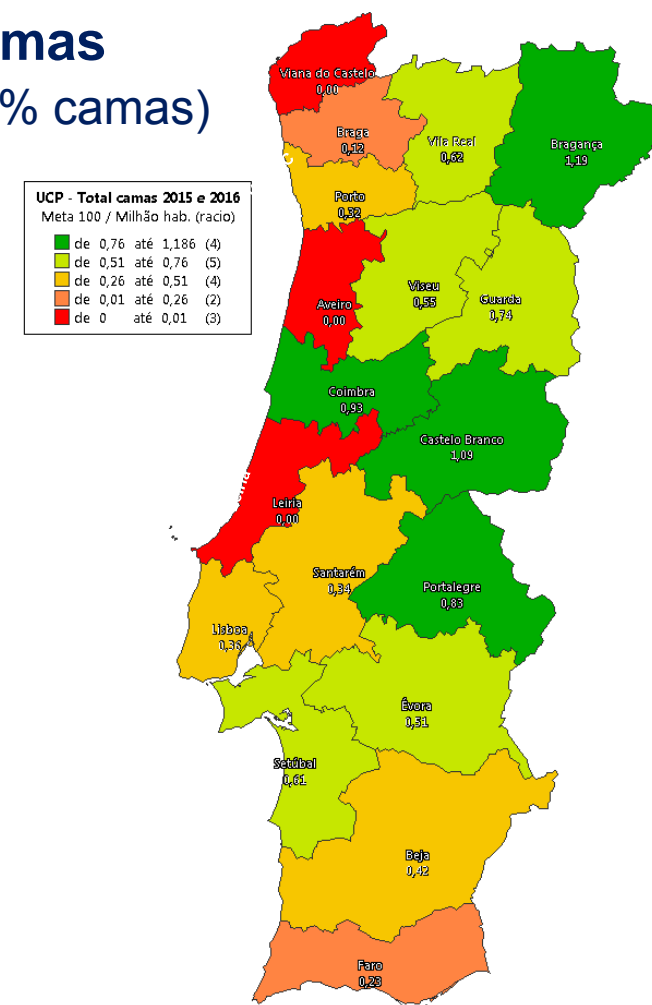 mas
% camas)
UCP - Total camas 2015 e 2016
Meta 100 / Milhão hab. (racio)
de 0,76 até 1,186 (4)
de 0,51 até 0,76 (5)
de 0,26 até 0,51 (4)
de 0,01 até 0,26 (2)
de 0 até 0,01 (3)
Viana do Castelo
0,00
Braga
0,12
Vila Real
0,62
Bragança
1,19
Porto
0,32
Aveiro
0,00
Viseu
0,55
Guarda
0,74
Coimbra
0,93
Castelo Branco
1,09
Leiria
0,00
Santarém
0,34
Portalegre
0,83
Lisboa
0,36
Évora
0,51
Setúbal
0,61
Beja
0,42
Faro
0,23